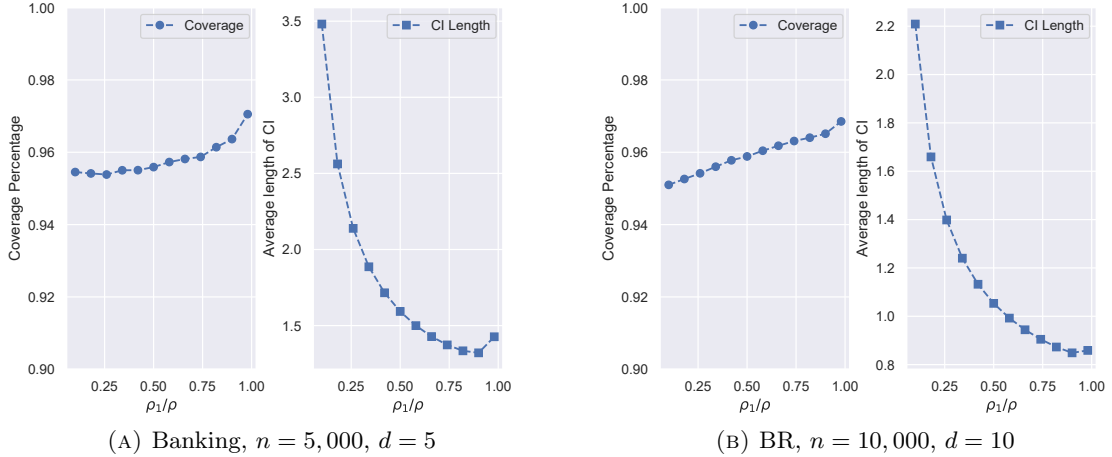 Coverage Percentage
1.00
0.98
0.96
0.94
0.92
0.90
Coverage
0.25 0.50 0.75 1.00
ρ₁/ρ
Average length of CI
3.5
3.0
2.5
2.0
1.5
CI Length
0.25 0.50 0.75 1.00
ρ₁/ρ
(A) Banking, n = 5,000, d = 5
Coverage Percentage
1.00
0.98
0.96
0.94
0.92
0.90
Coverage
0.25 0.50 0.75 1.00
ρ₁/ρ
Average length of CI
2.2
2.0
1.8
1.6
1.4
1.2
1.0
0.8
CI Length
0.25 0.50 0.75 1.00
ρ₁/ρ
(B) BR, n = 10,000, d = 10